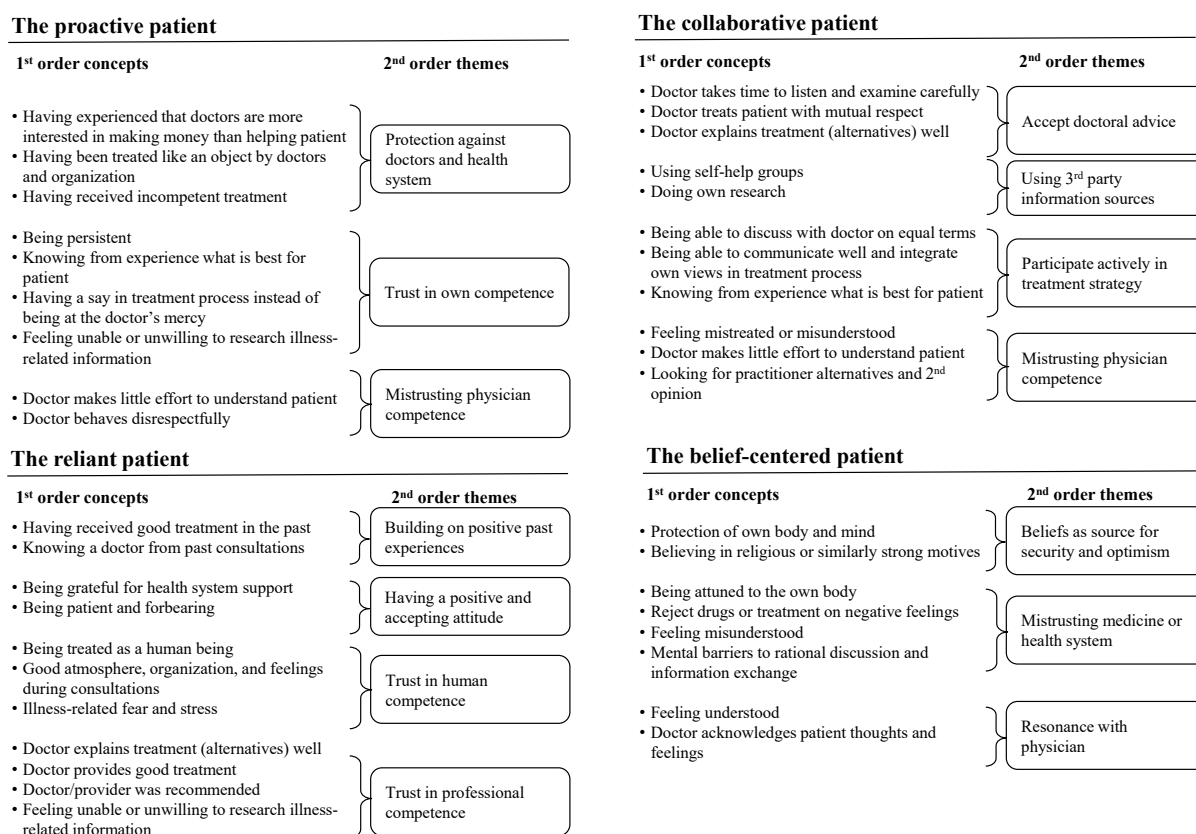 The proactive patient
1st order concepts
2nd order themes
• Having experienced that doctors are more
interested in making money than helping patient
• Having been treated like an object by doctors
and organization
• Having received incompetent treatment
Protection against
doctors and health
system
• Being persistent
• Knowing from experience what is best for
patient
• Having a say in treatment process instead of
being at the doctor's mercy
• Feeling unable or unwilling to research illness-
related information
Trust in own competence
• Doctor makes little effort to understand patient
• Doctor behaves disrespectfully
Mistrusting physician
competence
The collaborative patient
1st order concepts
2nd order themes
• Doctor takes time to listen and examine carefully
• Doctor treats patient with mutual respect
• Doctor explains treatment (alternatives) well
Accept doctoral advice
• Using self-help groups
• Doing own research
Using 3rd party
information sources
• Being able to discuss with doctor on equal terms
• Being able to communicate well and integrate
own views in treatment process
• Knowing from experience what is best for patient
Participate actively in
treatment strategy
• Feeling mistreated or misunderstood
• Doctor makes little effort to understand patient
• Looking for practitioner alternatives and 2nd
opinion
Mistrusting physician
competence
The reliant patient
1st order concepts
2nd order themes
• Having received good treatment in the past
• Knowing a doctor from past consultations
Building on positive past
experiences
• Being grateful for health system support
• Being patient and forbearing
Having a positive and
accepting attitude
• Being treated as a human being
• Good atmosphere, organization, and feelings
during consultations
• Illness-related fear and stress
Trust in human
competence
• Doctor explains treatment (alternatives) well
• Doctor provides good treatment
• Doctor/provider was recommended
• Feeling unable or unwilling to research illness-
related information
Trust in professional
competence
The belief-centered patient
1st order concepts
2nd order themes
• Protection of own body and mind
• Believing in religious or similarly strong motives
Beliefs as source for
security and optimism
• Being attuned to the own body
• Reject drugs or treatment on negative feelings
• Feeling misunderstood
• Mental barriers to rational discussion and
information exchange
Mistrusting medicine or
health system
• Feeling understood
• Doctor acknowledges patient thoughts and
feelings
Resonance with
physician